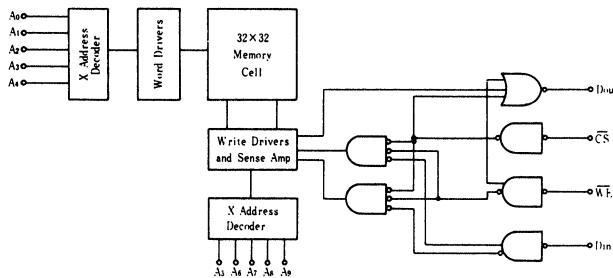 A0
A1
A2
A3
A4
X Address
Decoder
Word Drivers
32×32
Memory
Cell
Write Drivers
and Sense Amp
X Address
Decoder
A5 A6 A7 A8 A9
Dou
CS
WE
Din